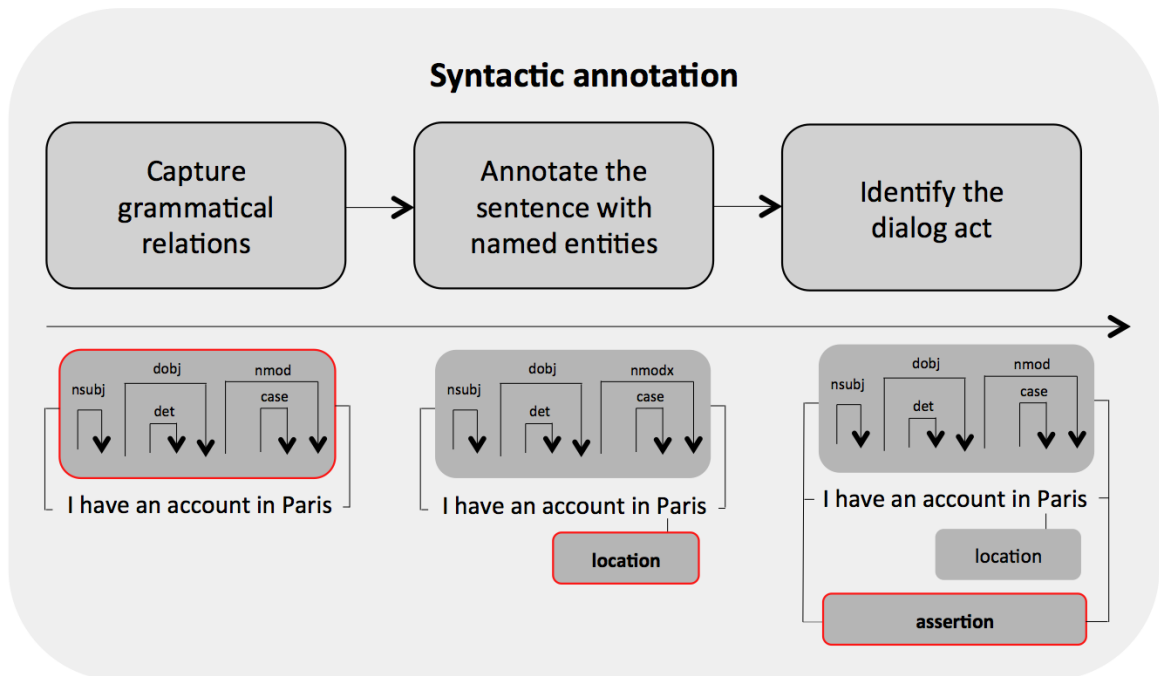 Syntactic annotation
Capture
grammatical
relations
Annotate the
sentence with
named entities
Identify the
dialog act
nsubj
dobj
det
nmod
case
I have an account in Paris
nsubj
dobj
det
nmodx
case
I have an account in Paris
location
nsubj
dobj
det
nmod
case
I have an account in Paris
location
assertion